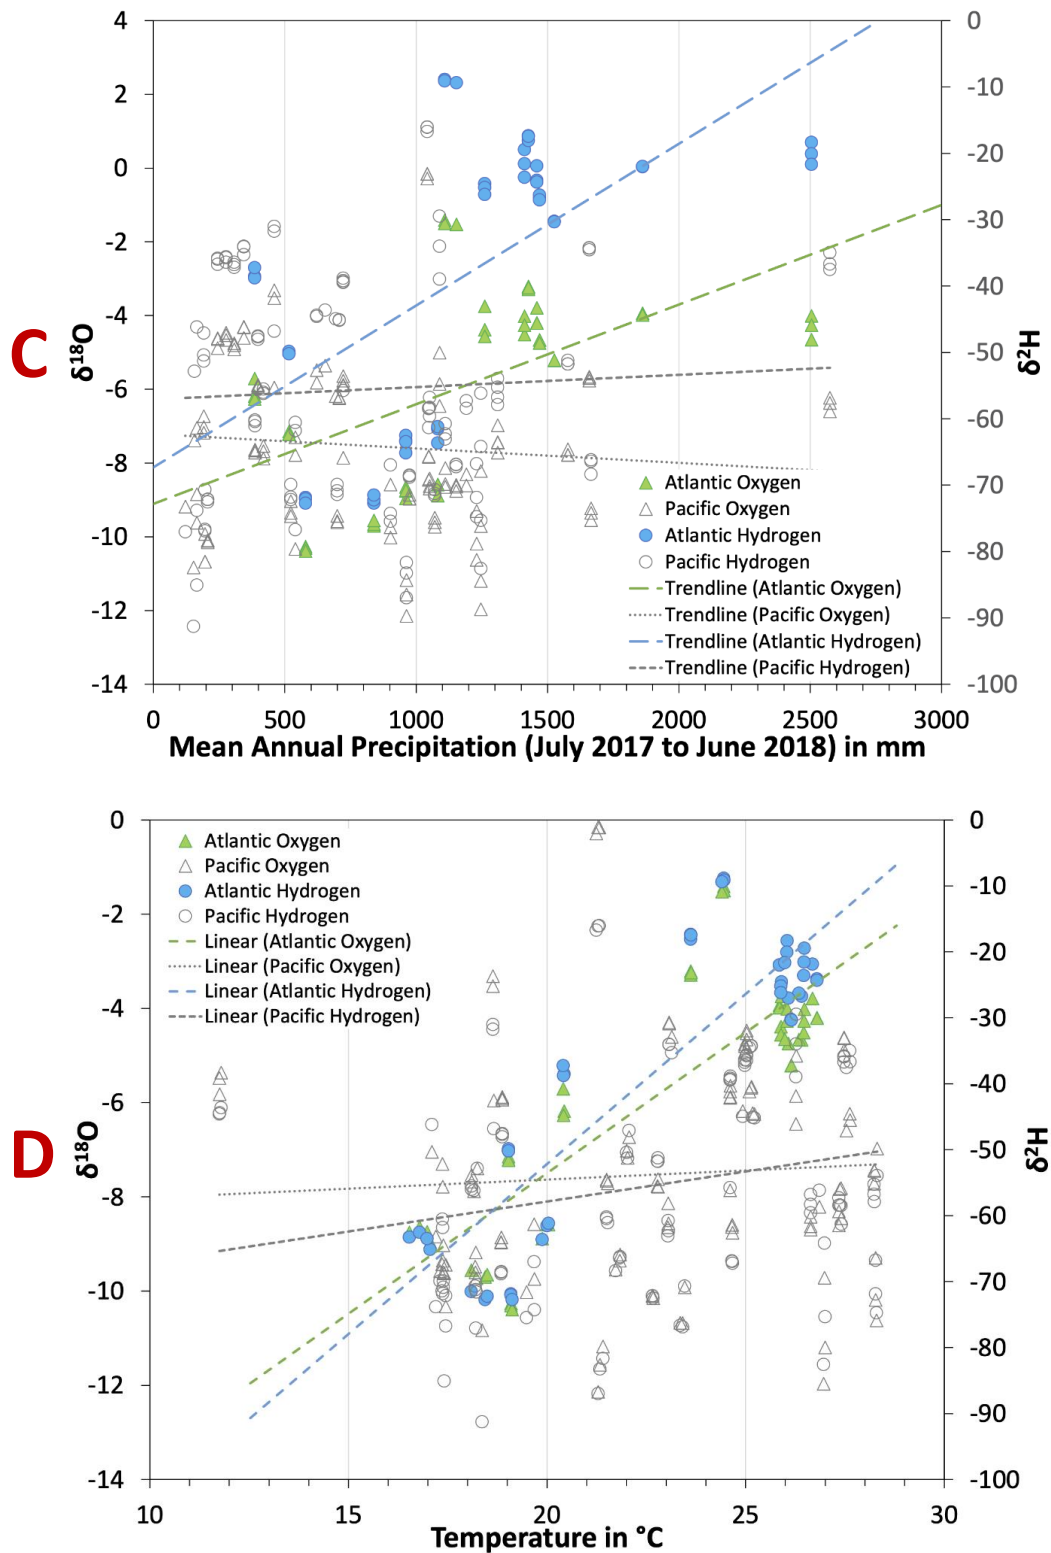 C
4
2
0
-2
-4
-6
-8
-10
-12
-14
δ¹⁸O
0
-10
-20
-30
-40
-50
-60
-70
-80
-90
-100
δ²H
Atlantic Oxygen
Pacific Oxygen
Atlantic Hydrogen
Pacific Hydrogen
Trendline (Atlantic Oxygen)
Trendline (Pacific Oxygen)
Trendline (Atlantic Hydrogen)
Trendline (Pacific Hydrogen)
0 500 1000 1500 2000 2500 3000
Mean Annual Precipitation (July 2017 to June 2018) in mm
D
0
-2
-4
-6
-8
-10
-12
-14
δ¹⁸O
0
-10
-20
-30
-40
-50
-60
-70
-80
-90
-100
δ²H
Atlantic Oxygen
Pacific Oxygen
Atlantic Hydrogen
Pacific Hydrogen
Linear (Atlantic Oxygen)
Linear (Pacific Oxygen)
Linear (Atlantic Hydrogen)
Linear (Pacific Hydrogen)
10 15 20 25 30
Temperature in °C